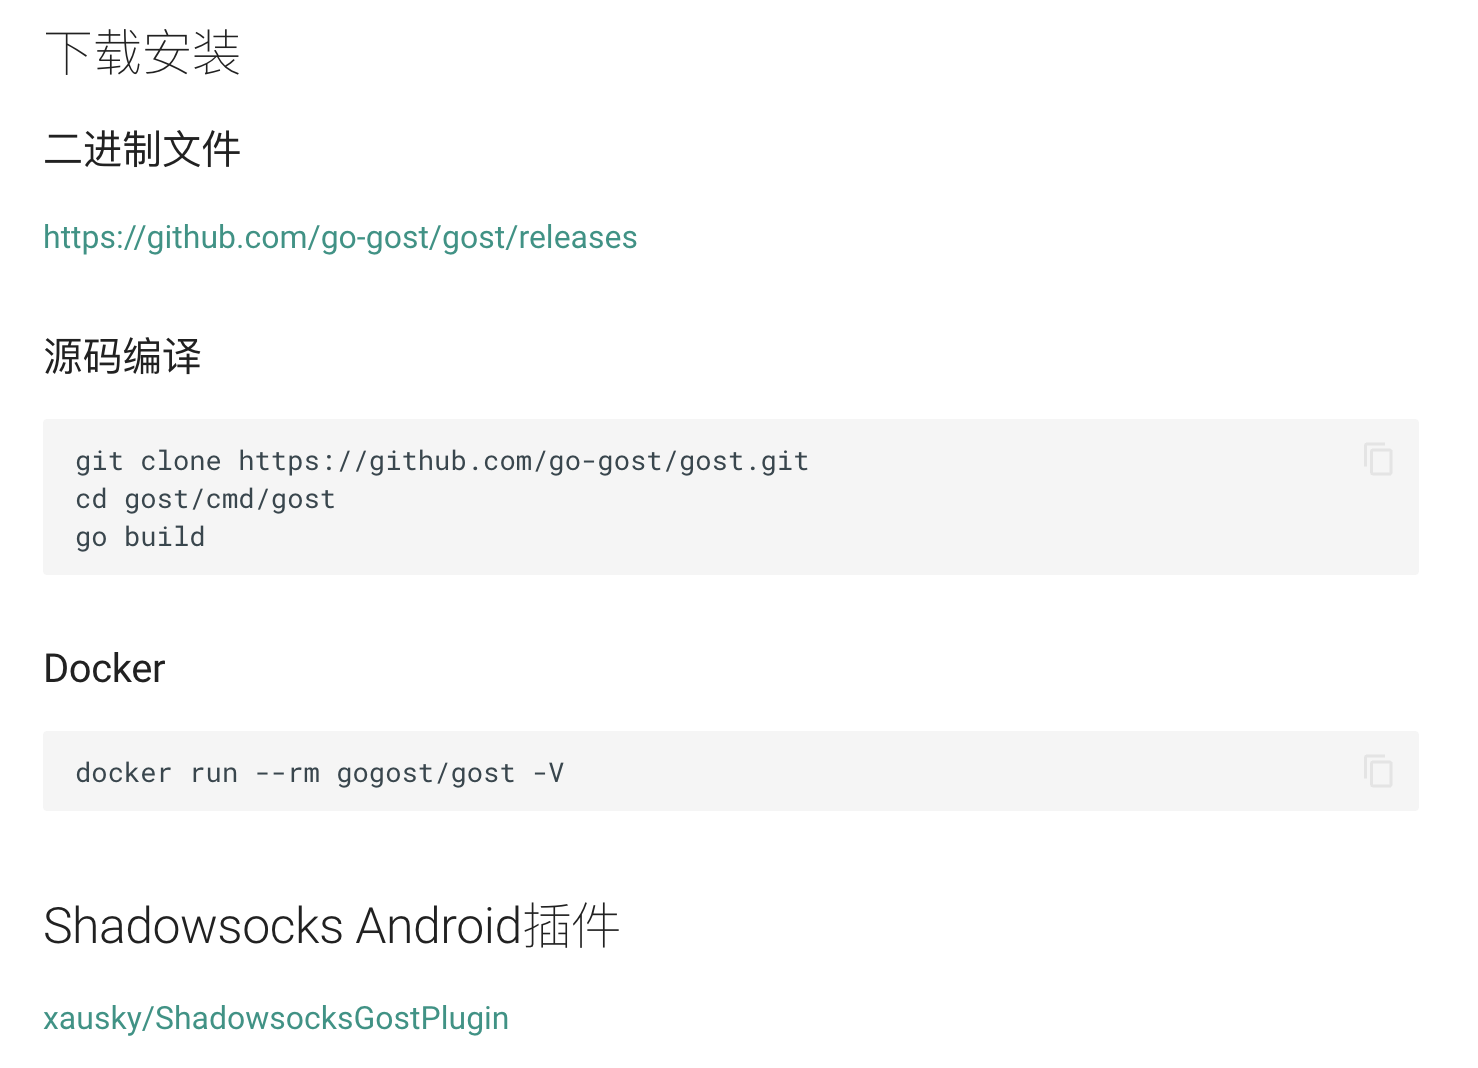 下载安装
二进制文件
https://github.com/go-gost/gost/releases
源码编译
git clone https://github.com/go-gost/gost.git
cd gost/cmd/gost
go build
Docker
docker run --rm gogost/gost -V
Shadowsocks Android插件
xausky/ShadowsocksGostPlugin